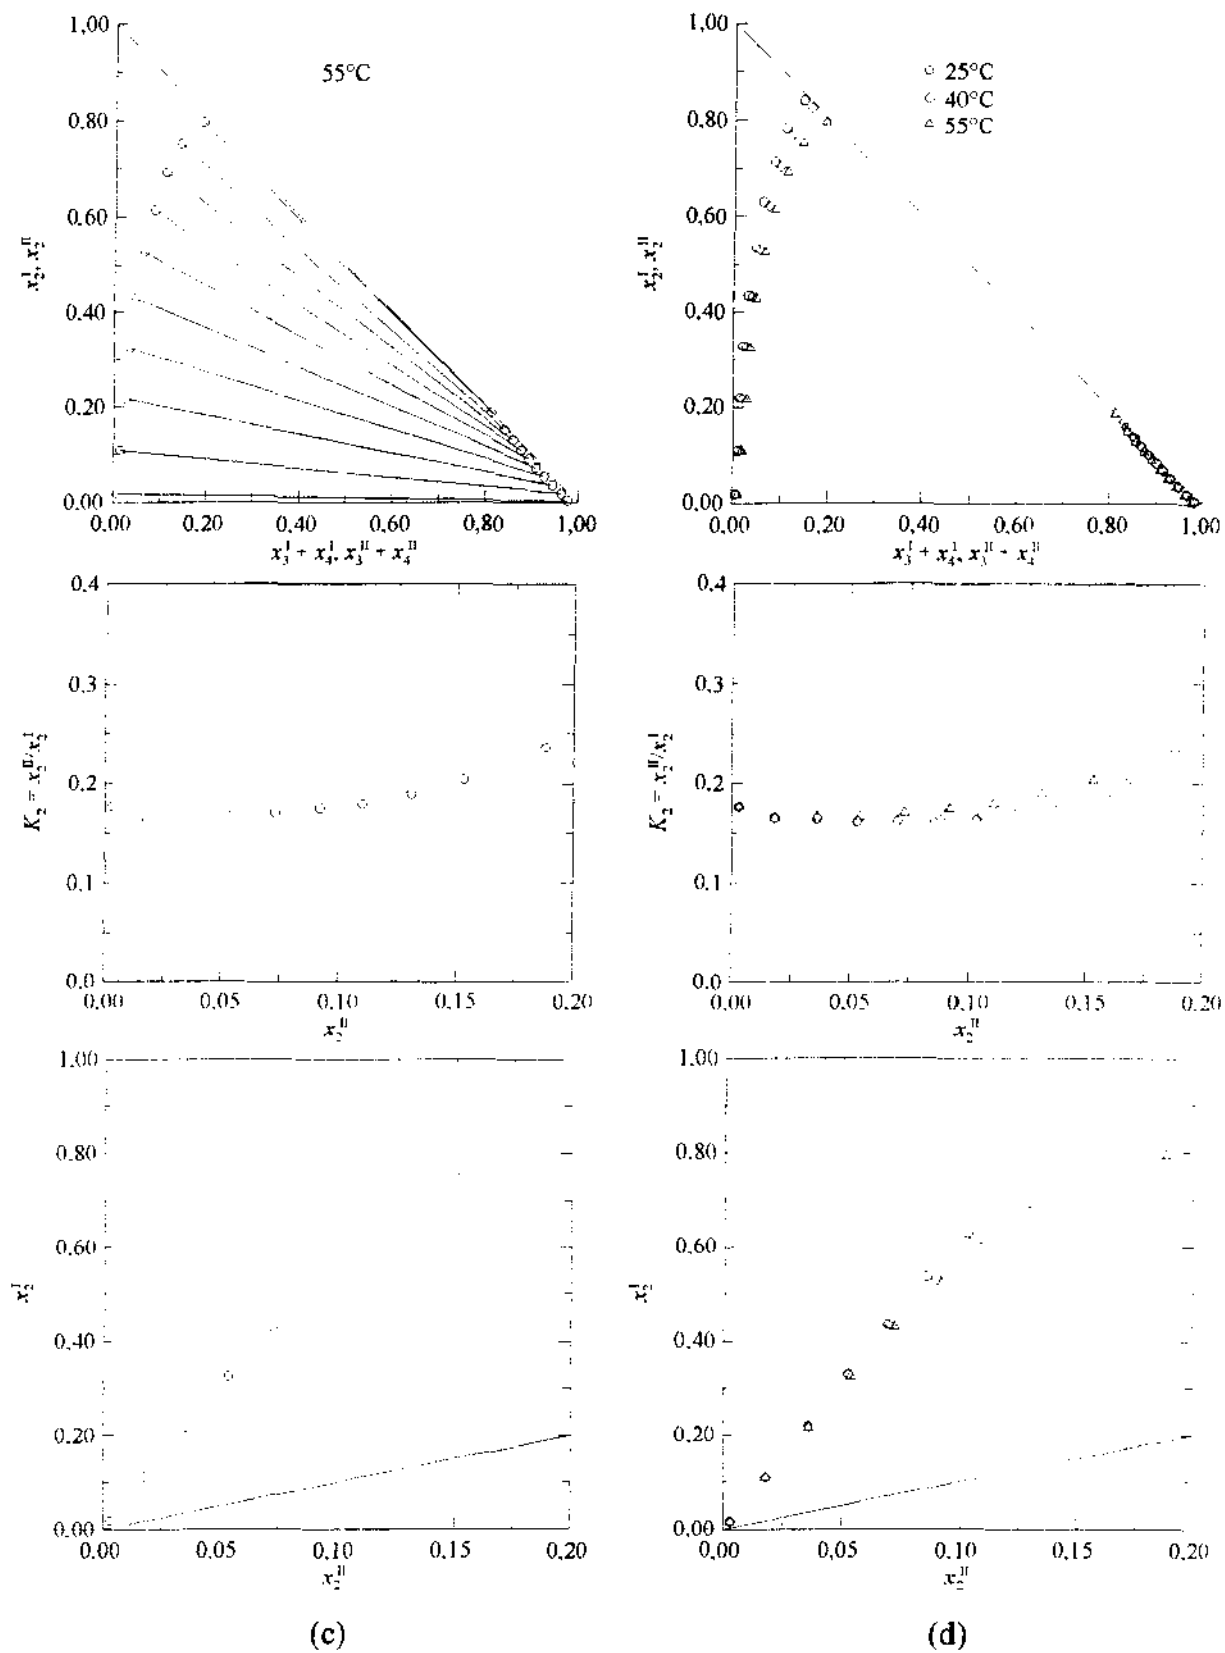 1,00
55°C
0,80
0,60
0,40
0,20
0,00
x₂ᴵ, x₂ᴵᴵ
0,00 0,20 0,40 0,60 0,80 1,00
x₃ᴵ + x₄ᴵ, x₃ᴵᴵ + x₄ᴵᴵ
1,00
25°C
40°C
55°C
0,80
0,60
0,40
0,20
0,00
x₂ᴵ, x₂ᴵᴵ
0,00 0,20 0,40 0,60 0,80 1,00
x₃ᴵ + x₄ᴵ, x₃ᴵᴵ + x₄ᴵᴵ
0,4
0,3
0,2
0,1
0,0
K₂ = x₂ᴵᴵ/x₂ᴵ
0,00 0,05 0,10 0,15 0,20
x₂ᴵᴵ
0,4
0,3
0,2
0,1
0,0
K₂ = x₂ᴵᴵ/x₂ᴵ
0,00 0,05 0,10 0,15 0,20
x₂ᴵᴵ
1,00
0,80
0,60
0,40
0,20
0,00
x₂ᴵ
0,00 0,05 0,10 0,15 0,20
x₂ᴵᴵ
(c)
1,00
0,80
0,60
0,40
0,20
0,00
x₂ᴵ
0,00 0,05 0,10 0,15 0,20
x₂ᴵᴵ
(d)